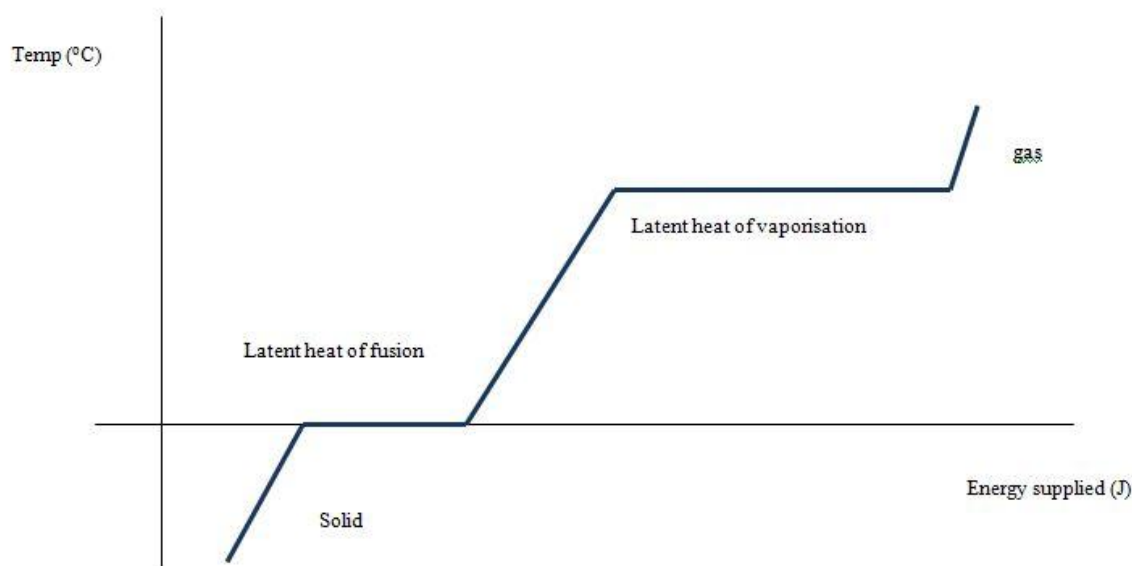 Temp (°C)
gas
Latent heat of vaporisation
Latent heat of fusion
Energy supplied (J)
Solid